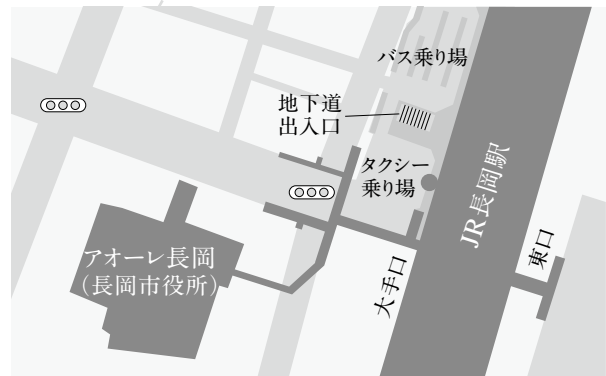 バス乗り場
地下道
出入口
タクシー
乗り場
JR長岡駅
東口
大手口
アオーレ長岡
（長岡市役所）